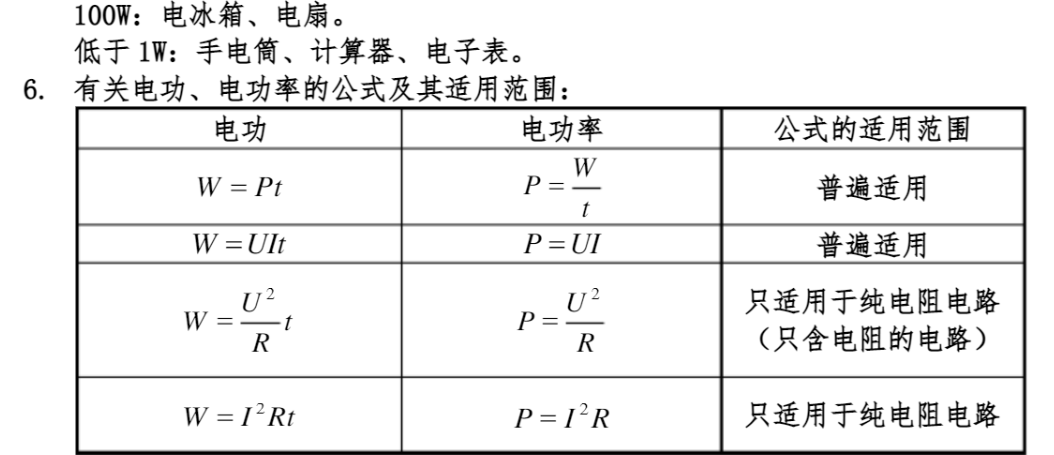 100W：电冰箱、电扇。
低于 1W：手电筒、计算器、电子表。
6. 有关电功、电功率的公式及其适用范围：
电功 电功率 公式的适用范围
W = Pt P = W/t 普遍适用
W = UIt P = UI 普遍适用
W = U²/R t P = U²/R 只适用于纯电阻电路
（只含电阻的电路）
W = I²Rt P = I²R 只适用于纯电阻电路